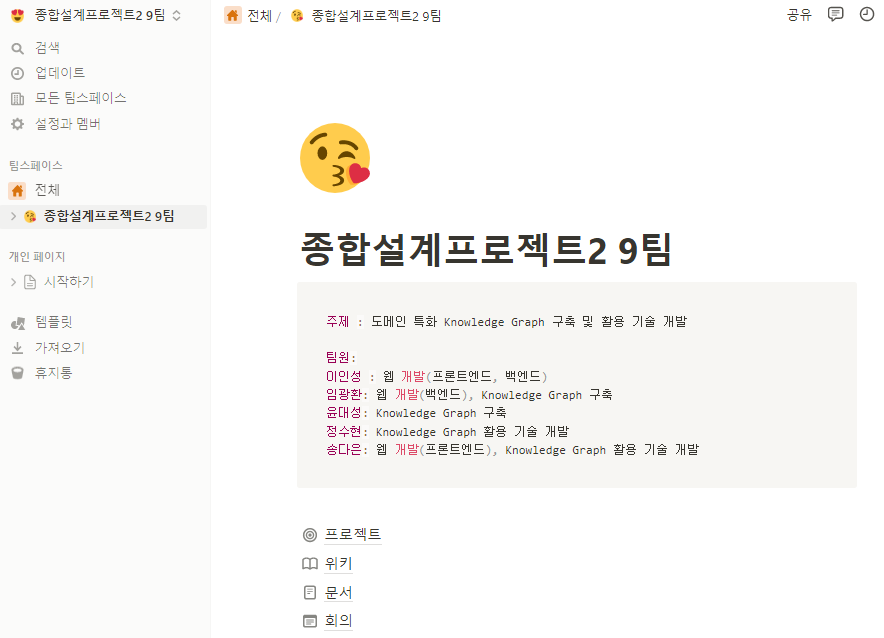 종합설계프로젝트2 9팀
검색
업데이트
모든 팀스페이스
설정과 멤버
팀스페이스
전체
종합설계프로젝트2 9팀
개인 페이지
시작하기
템플릿
가져오기
휴지통
전체 / 종합설계프로젝트2 9팀
공유
종합설계프로젝트2 9팀
주제 : 도메인 특화 Knowledge Graph 구축 및 활용 기술 개발
팀원:
이인성 : 웹 개발(프론트엔드, 백엔드)
임광환: 웹 개발(백엔드), Knowledge Graph 구축
윤대성: Knowledge Graph 구축
정수현: Knowledge Graph 활용 기술 개발
송다은: 웹 개발(프론트엔드), Knowledge Graph 활용 기술 개발
프로젝트
위키
문서
회의